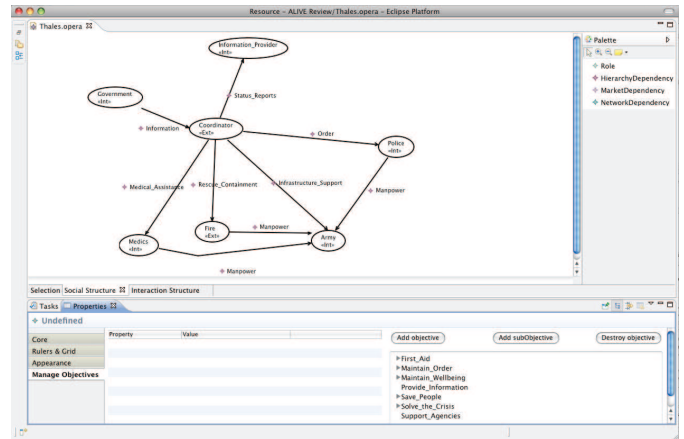 Resource – ALIVE Review/Thales.opera – Eclipse Platform
Thales.opera
Palette
Role
HierarchyDependency
MarketDependency
NetworkDependency
Information_Provider
«Int»
Government
«Int»
Status_Reports
Information
Coordinator
«Ext»
Order
Police
«Int»
Medical_Assistance
Rescue_Containment
Infrastructure_Support
Manpower
Fire
«Ext»
Manpower
Army
«Int»
Medics
«Int»
Manpower
Selection Social Structure Interaction Structure
Tasks Properties
Undefined
Core
Rulers & Grid
Appearance
Manage Objectives
Property Value
Add objective Add subObjective Destroy objective
First_Aid
Maintain_Order
Maintain_Wellbeing
Provide_Information
Save_People
Solve_the_Crisis
Support_Agencies